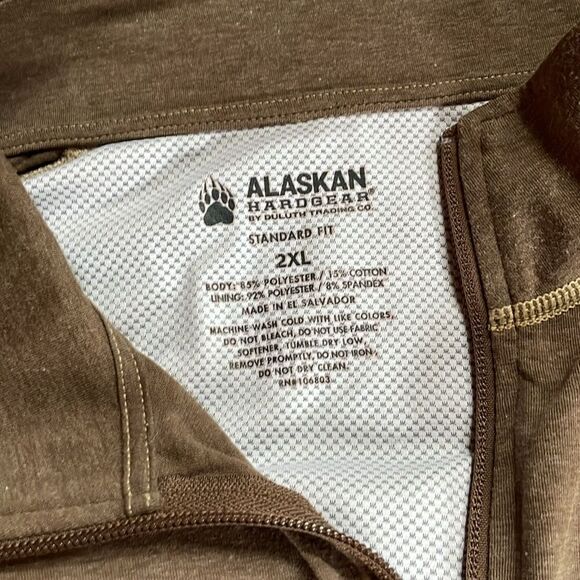 ALASKAN
HARDGEAR®
BY DULUTH TRADING CO.
STANDARD FIT
2XL
BODY: 85% POLYESTER / 15% COTTON
LINING: 92% POLYESTER / 8% SPANDEX
MADE IN EL SALVADOR
MACHINE WASH COLD WITH LIKE COLORS,
DO NOT BLEACH, DO NOT USE FABRIC
SOFTENER, TUMBLE DRY LOW,
REMOVE PROMPTLY, DO NOT IRON,
DO NOT DRY CLEAN.
RN#106803